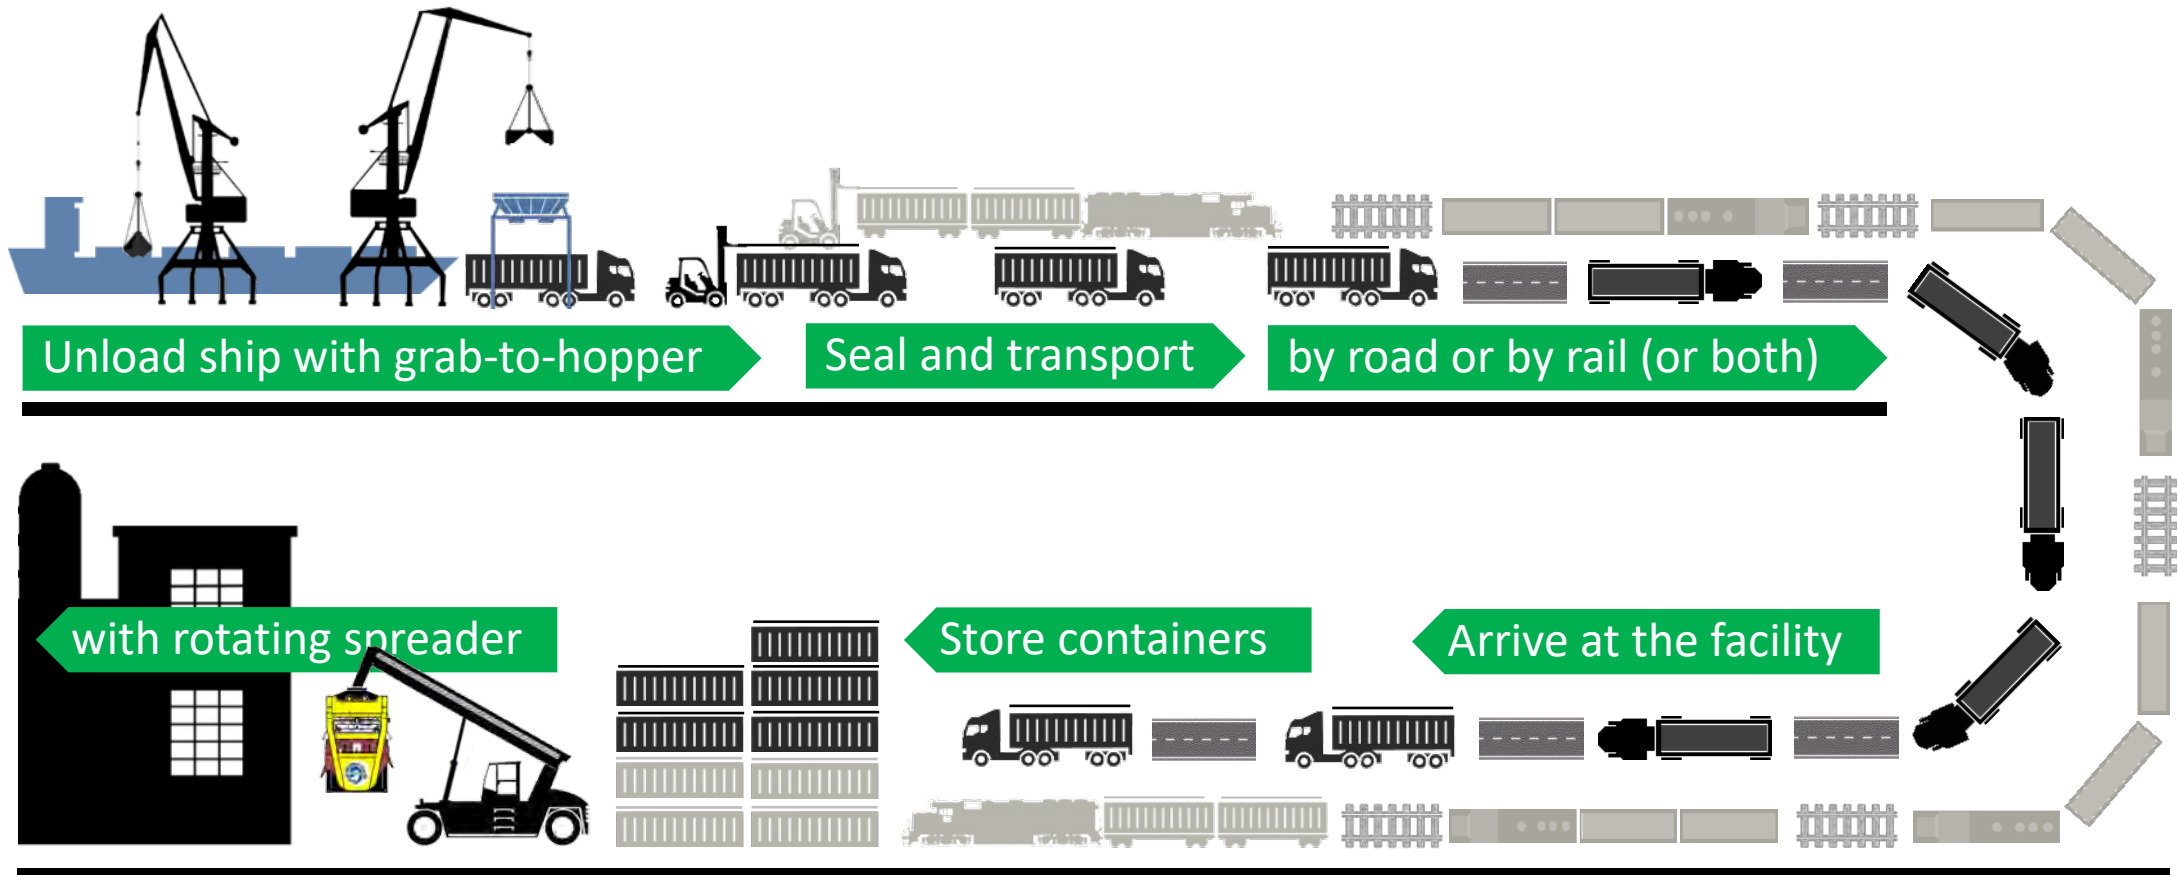 Unload ship with grab-to-hopper
Seal and transport
by road or by rail (or both)
Arrive at the facility
Store containers
with rotating spreader